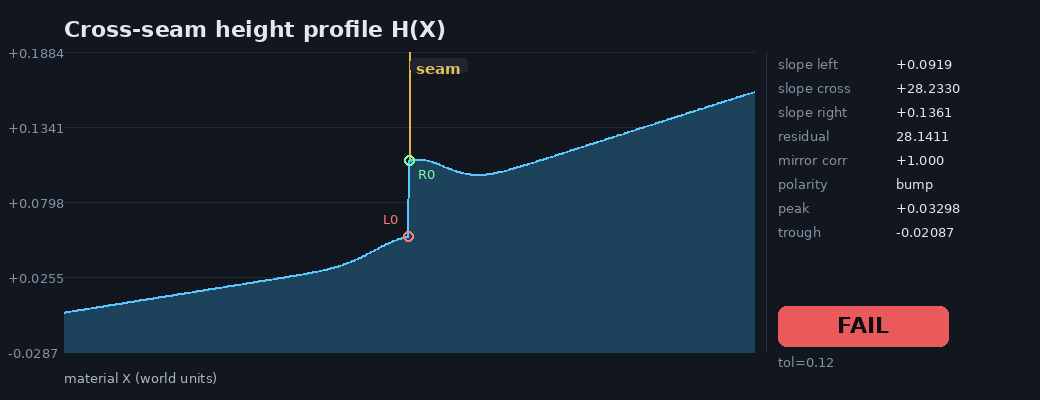 Cross-seam height profile H(X)
+0.1884
+0.1341
+0.0798
+0.0255
-0.0287
seam
R0
L0
material X (world units)
slope left +0.0919
slope cross +28.2330
slope right +0.1361
residual 28.1411
mirror corr +1.000
polarity bump
peak +0.03298
trough -0.02087
FAIL
tol=0.12